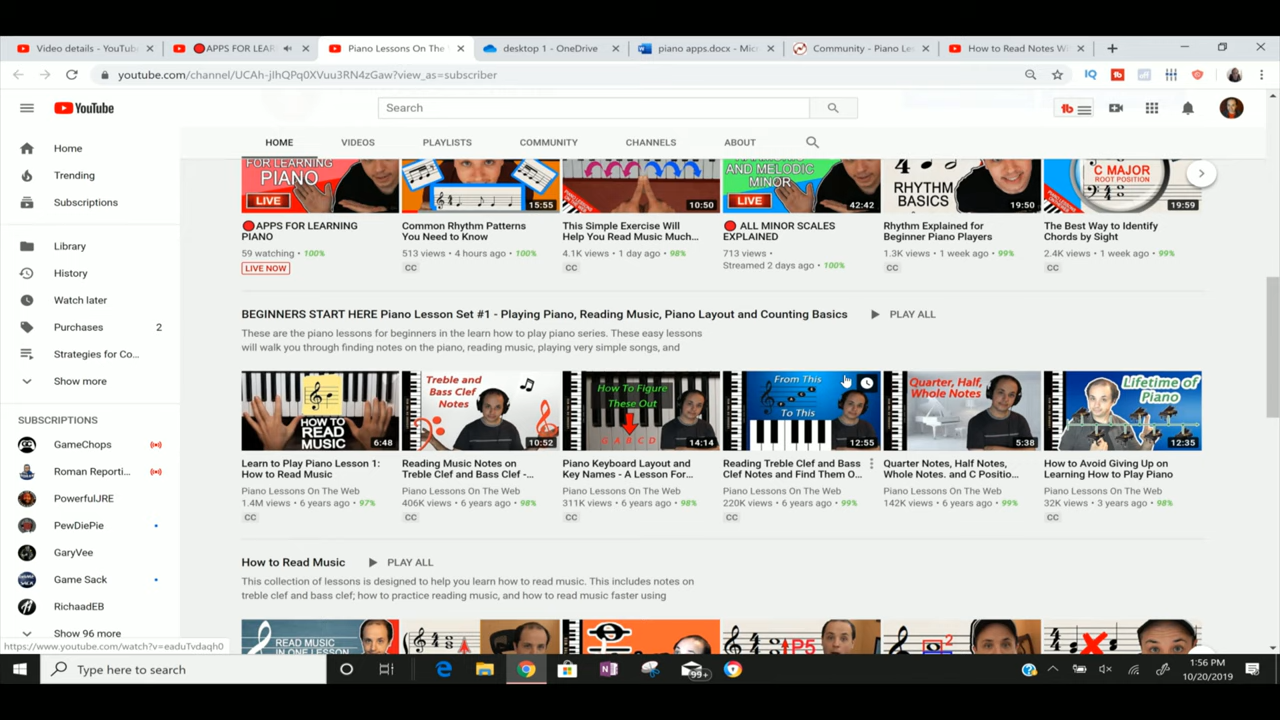 Video details - YouTub
APPS FOR LEAR
Piano Lessons On The
desktop 1 - OneDrive
piano apps.docx - Micr
Community - Piano Les
How to Read Notes Wi
youtube.com/channel/UCAh-jlhQPq0XVuu3RN4zGaw?view_as=subscriber
YouTube
Search
HOME
VIDEOS
PLAYLISTS
COMMUNITY
CHANNELS
ABOUT
Home
Trending
Subscriptions
Library
History
Watch later
Purchases 2
Strategies for Co...
Show more
SUBSCRIPTIONS
GameChops
Roman Reporti...
PowerfulJRE
PewDiePie
GaryVee
Game Sack
RichaadEB
Show 96 more
FOR LEARNING
PIANO
LIVE
15:55
10:50
AND MELODIC
MINOR
LIVE
42:42
RHYTHM
BASICS
19:50
C MAJOR
ROOT POSITION
19:59
APPS FOR LEARNING
PIANO
59 watching • 100%
LIVE NOW
Common Rhythm Patterns
You Need to Know
513 views • 4 hours ago • 100%
CC
This Simple Exercise Will
Help You Read Music Much...
4.1K views • 1 day ago • 98%
CC
ALL MINOR SCALES
EXPLAINED
713 views •
Streamed 2 days ago • 100%
Rhythm Explained for
Beginner Piano Players
1.3K views • 1 week ago • 99%
CC
The Best Way to Identify
Chords by Sight
2.4K views • 1 week ago • 99%
CC
BEGINNERS START HERE Piano Lesson Set #1 - Playing Piano, Reading Music, Piano Layout and Counting Basics
PLAY ALL
These are the piano lessons for beginners in the learn how to play piano series. These easy lessons
will walk you through finding notes on the piano, reading music, playing very simple songs, and
HOW TO
READ
MUSIC
6:48
Treble and
Bass Clef
Notes
10:52
How To Figure
These Out
G A B C D
14:14
From This
To This
12:55
Quarter, Half,
Whole Notes
5:38
Lifetime of
Piano
12:35
Learn to Play Piano Lesson 1:
How to Read Music
Piano Lessons On The Web
1.4M views • 6 years ago • 97%
CC
Reading Music Notes on
Treble Clef and Bass Clef -...
Piano Lessons On The Web
406K views • 6 years ago • 98%
CC
Piano Keyboard Layout and
Key Names - A Lesson For...
Piano Lessons On The Web
311K views • 6 years ago • 98%
CC
Reading Treble Clef and Bass
Clef Notes and Find Them O...
Piano Lessons On The Web
220K views • 6 years ago • 99%
CC
Quarter Notes, Half Notes,
Whole Notes. and C Positio...
Piano Lessons On The Web
142K views • 6 years ago • 99%
CC
How to Avoid Giving Up on
Learning How to Play Piano
Piano Lessons On The Web
32K views • 3 years ago • 98%
CC
How to Read Music
PLAY ALL
This collection of lessons is designed to help you learn how to read music. This includes notes on
treble clef and bass clef; how to practice reading music, and how to read music faster using
READ MUSIC
IN ONE LESSON
P5
2
https://www.youtube.com/watch?v=eaduTvdaqh0
Type here to search
99+
1:56 PM
10/20/2019